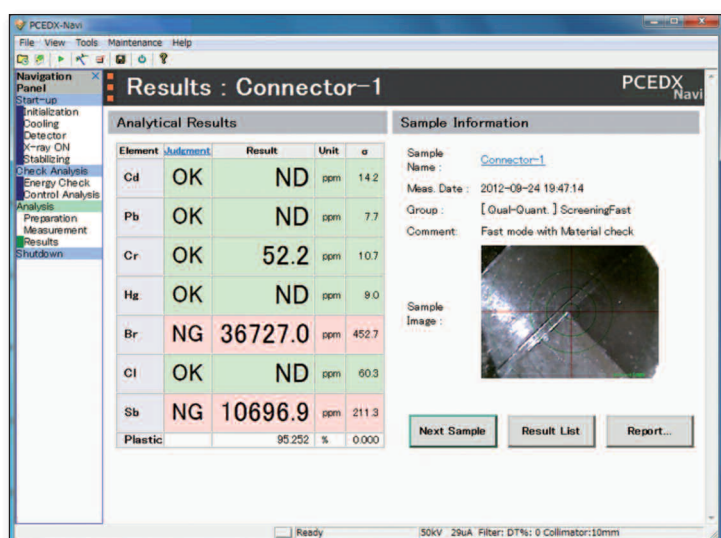 PCEDX-Navi
File View Tools Maintenance Help
Navigation Panel
Start-up
Initialization
Cooling
Detector
X-ray ON
Stabilizing
Check Analysis
Energy Check
Control Analysis
Analysis
Preparation
Measurement
Results
Shutdown
Results : Connector-1
PCEDX
Navi
Analytical Results
Element Judgment Result Unit σ
Cd OK ND ppm 14.2
Pb OK ND ppm 7.7
Cr OK 52.2 ppm 10.7
Hg OK ND ppm 9.0
Br NG 36727.0 ppm 452.7
Cl OK ND ppm 60.3
Sb NG 10696.9 ppm 211.3
Plastic 95.252 % 0.000
Sample Information
Sample Name : Connector-1
Meas. Date : 2012-09-24 19:47:14
Group : [Qual-Quant. ] ScreeningFast
Comment: Fast mode with Material check
Sample Image :
Next Sample Result List Report...
Ready 50kV 29uA Filter: DT%: 0 Collimator:10mm